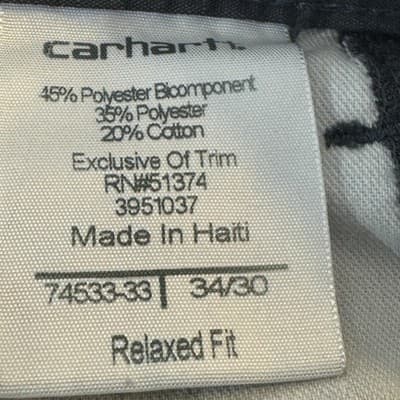 carhartt.
45% Polyester Bicomponent
35% Polyester
20% Cotton
Exclusive Of Trim
RN#51374
3951037
Made In Haiti
74533-33 | 34/30
Relaxed Fit